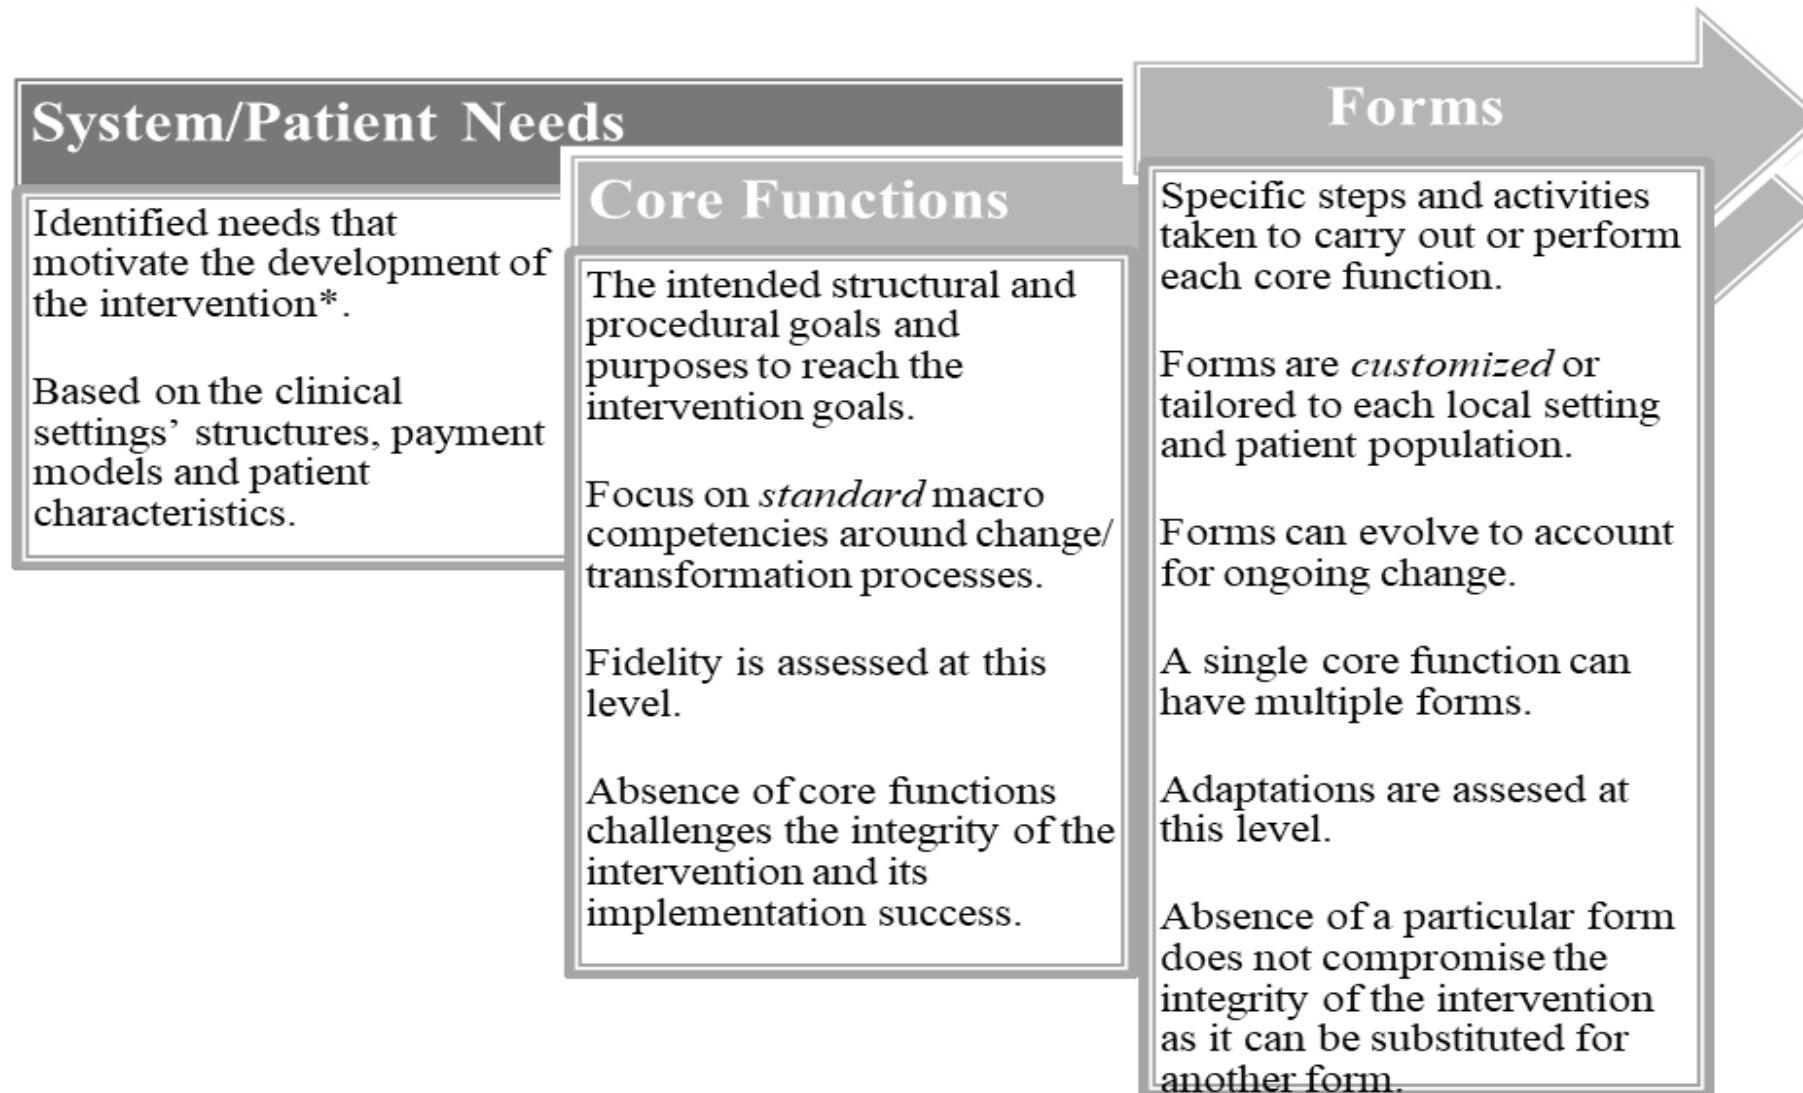 System/Patient Needs
Identified needs that
motivate the development of
the intervention*.
Based on the clinical
settings’ structures, payment
models and patient
characteristics.
Core Functions
The intended structural and
procedural goals and
purposes to reach the
intervention goals.
Focus on standard macro
competencies around change/
transformation processes.
Fidelity is assessed at this
level.
Absence of core functions
challenges the integrity of the
intervention and its
implementation success.
Forms
Specific steps and activities
taken to carry out or perform
each core function.
Forms are customized or
tailored to each local setting
and patient population.
Forms can evolve to account
for ongoing change.
A single core function can
have multiple forms.
Adaptations are assesed at
this level.
Absence of a particular form
does not compromise the
integrity of the intervention
as it can be substituted for
another form.